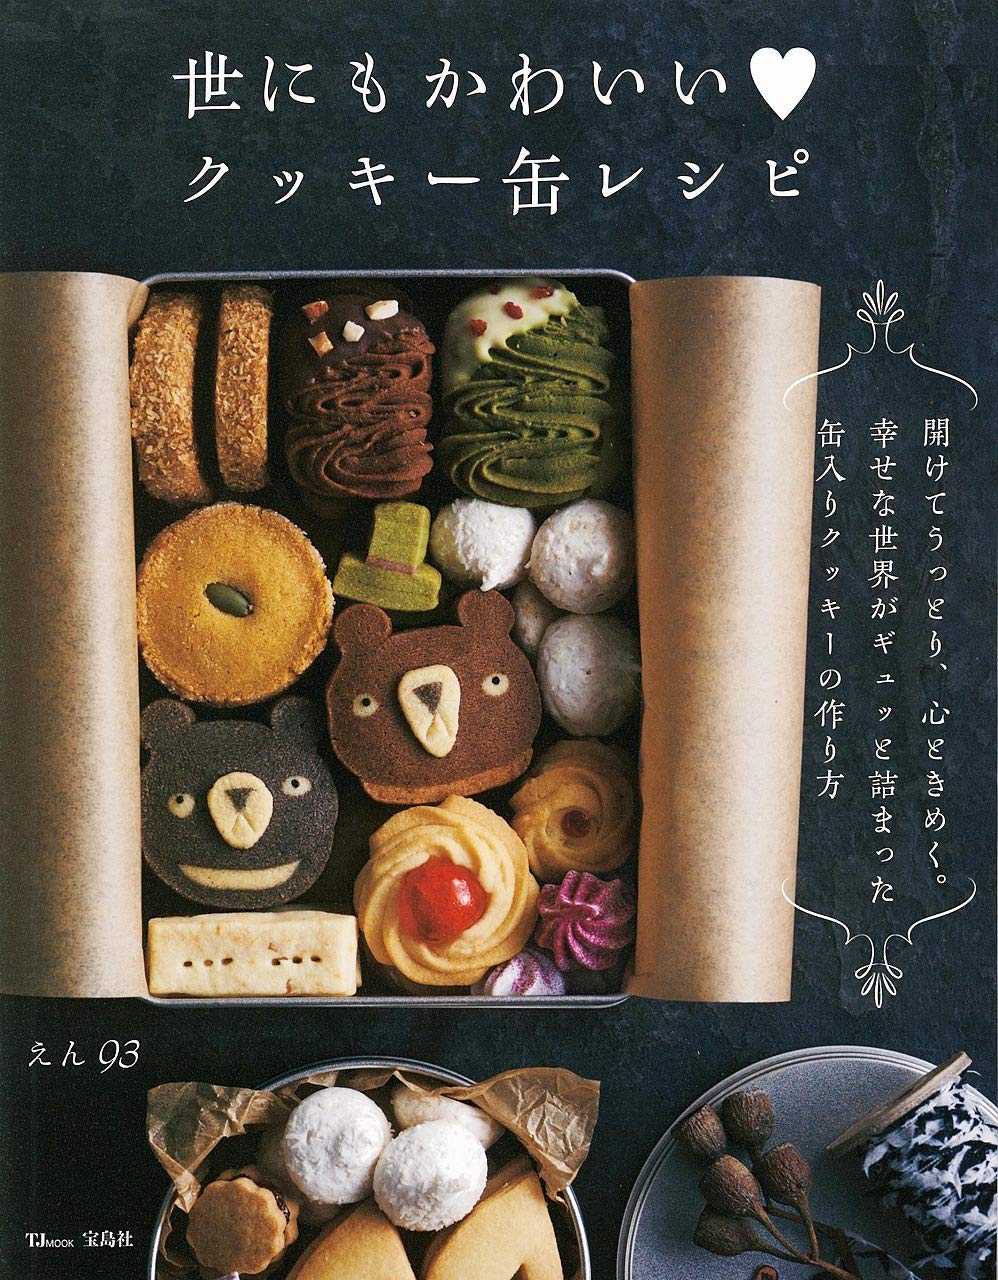 世にもかわいい♥
クッキー缶レシピ
開けてうっとり、心ときめく。
幸せな世界がギュッと詰まった
缶入りクッキーの作り方
えん93
TJMOOK 宝島社